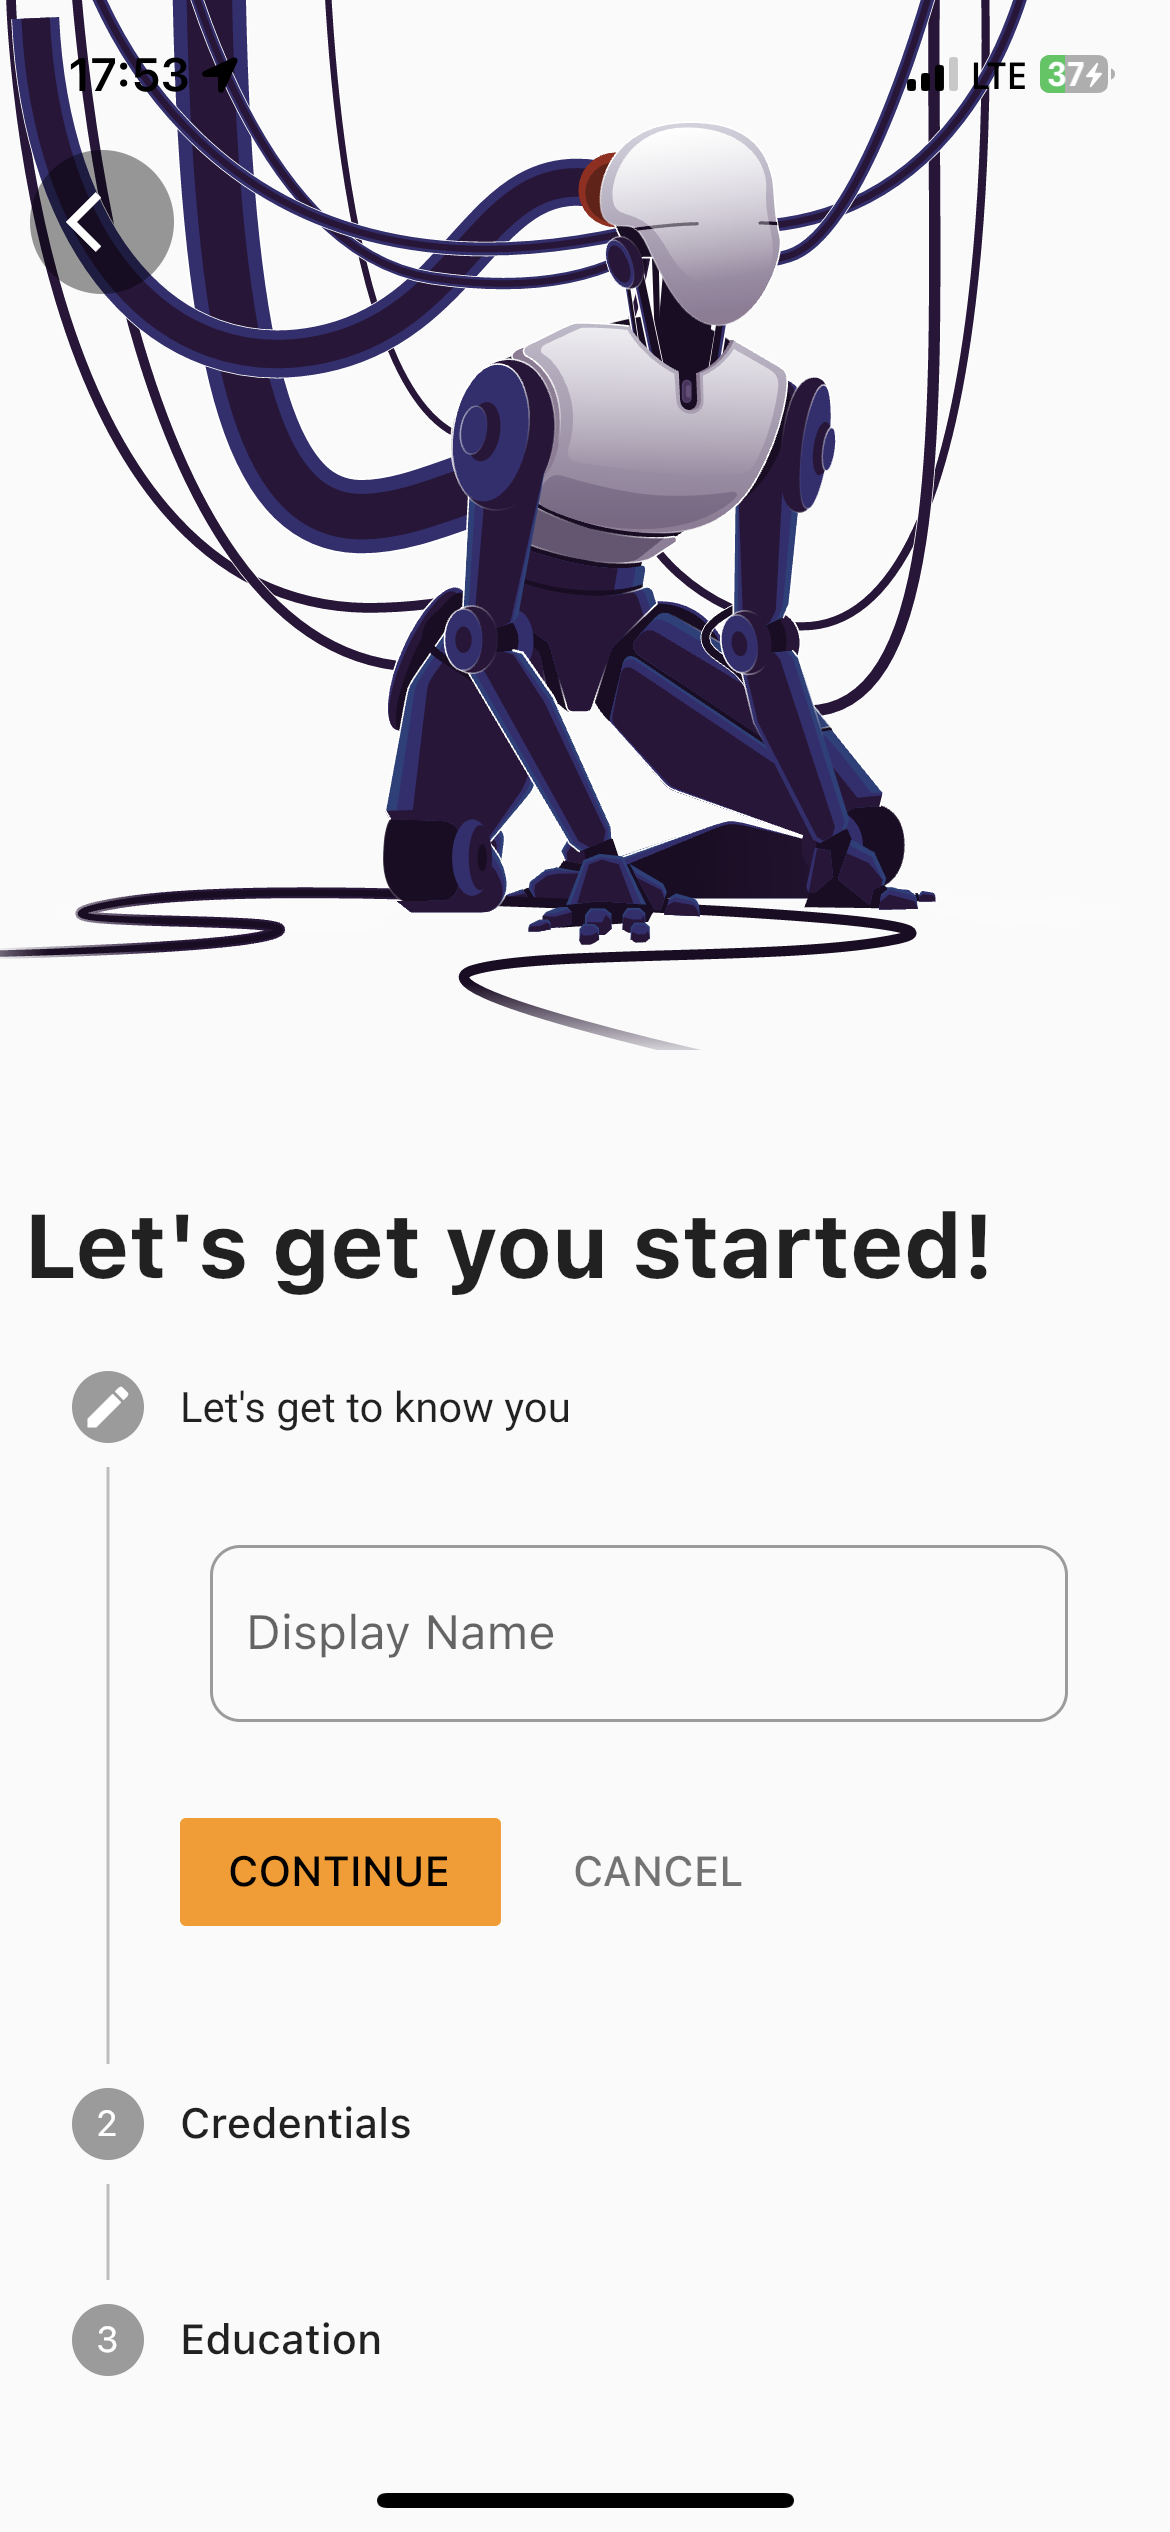 17:53 LTE 37
Let's get you started!
Let's get to know you
Display Name
CONTINUE CANCEL
2 Credentials
3 Education